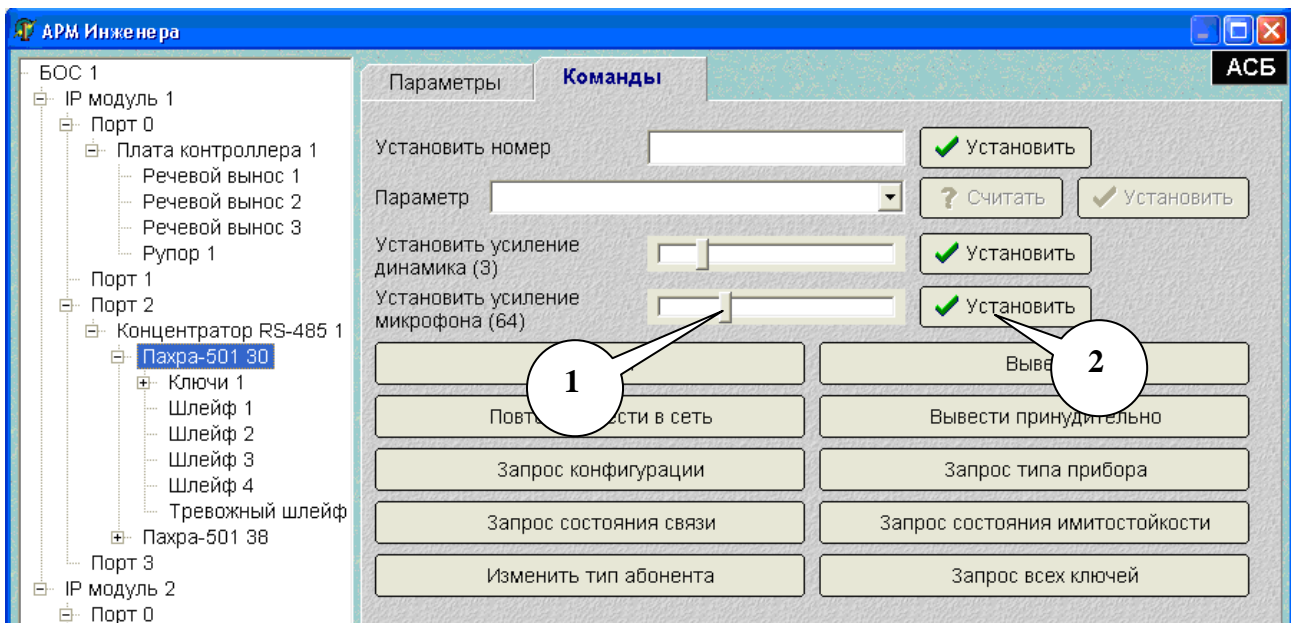 АРМ Инженера
БОС 1
IP модуль 1
Порт 0
Плата контроллера 1
Речевой вынос 1
Речевой вынос 2
Речевой вынос 3
Рупор 1
Порт 1
Порт 2
Концентратор RS-485 1
Пахра-501 30
Ключи 1
Шлейф 1
Шлейф 2
Шлейф 3
Шлейф 4
Тревожный шлейф
Пахра-501 38
Порт 3
IP модуль 2
Порт 0
Параметры
Команды
АСБ
Установить номер
Установить
Параметр
? Считать
Установить
Установить усиление
динамика (3)
Установить
Установить усиление
микрофона (64)
Установить
1
2
сети в сеть
Вывести принудительно
Запрос конфигурации
Запрос типа прибора
Запрос состояния связи
Запрос состояния имитостойкости
Изменить тип абонента
Запрос всех ключей